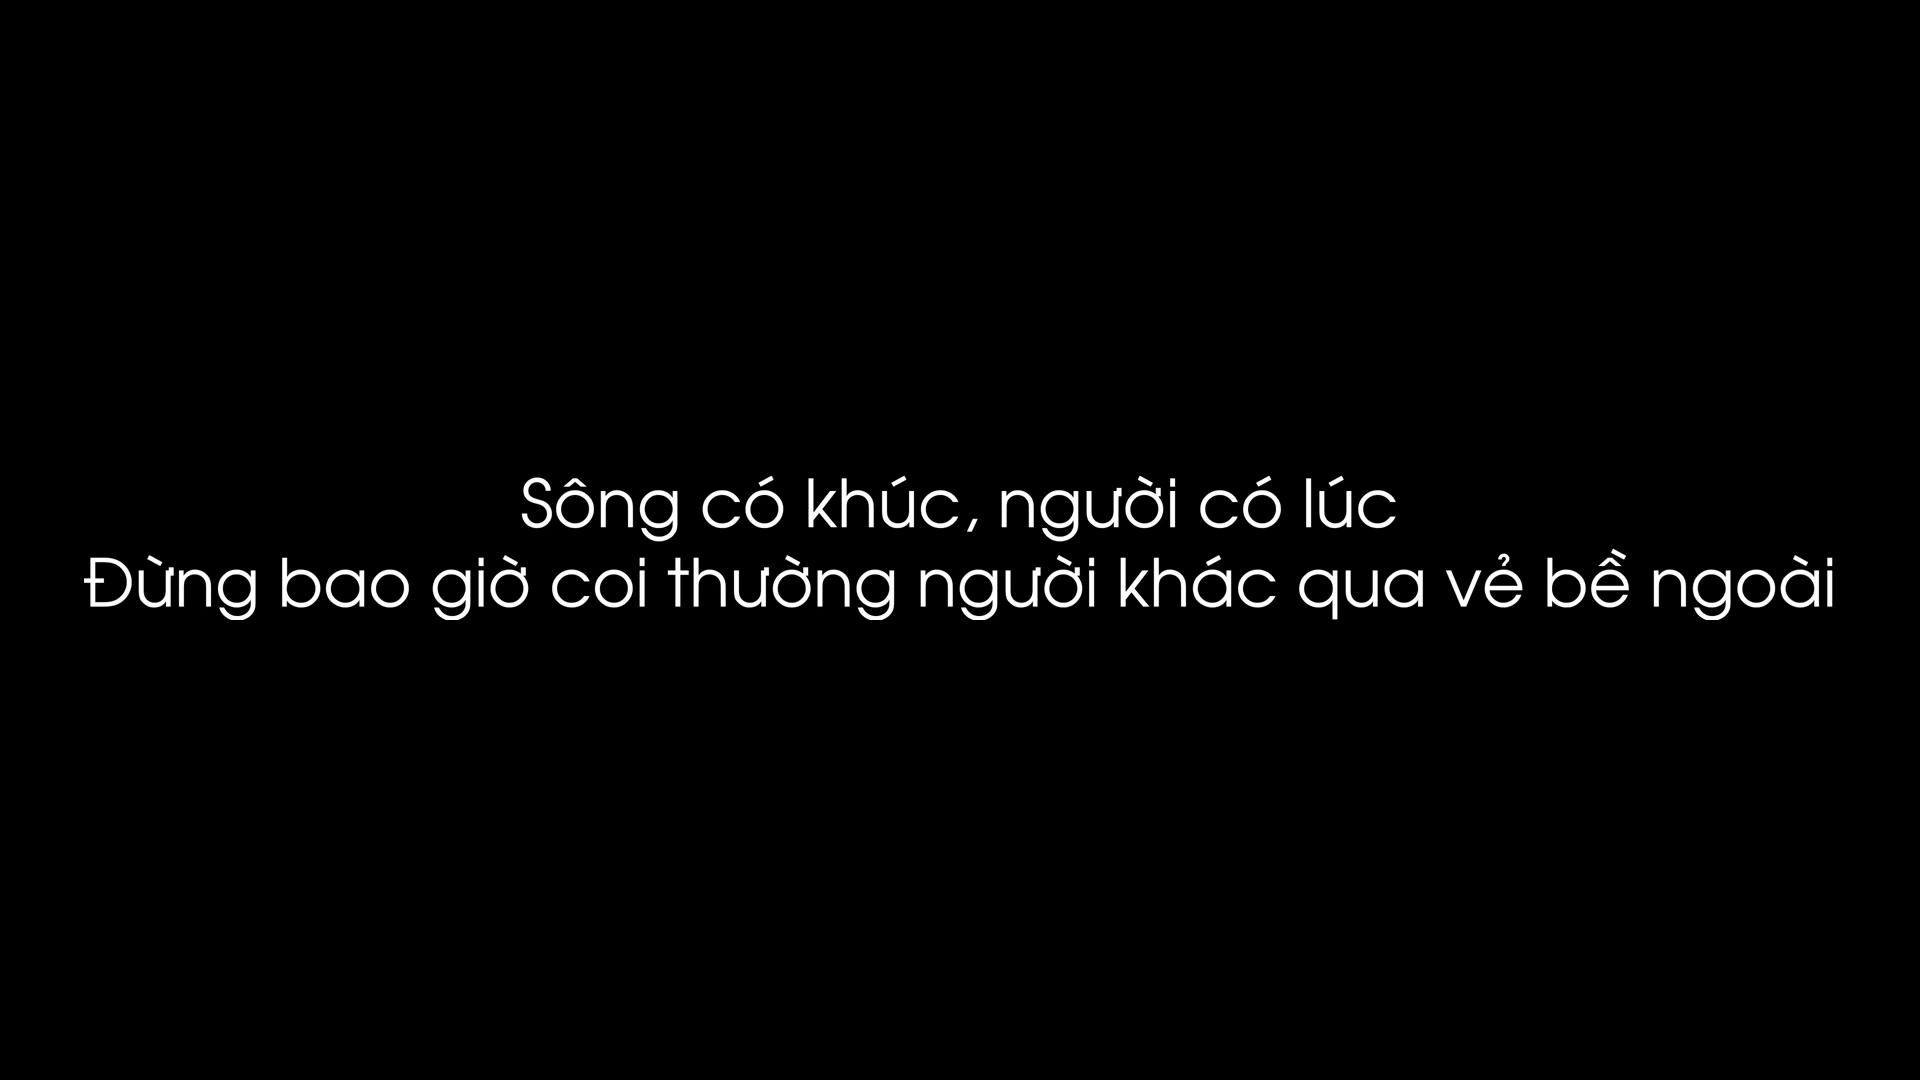 Sông có khúc, người có lúc
Đừng bao giờ coi thường người khác qua vẻ bề ngoài